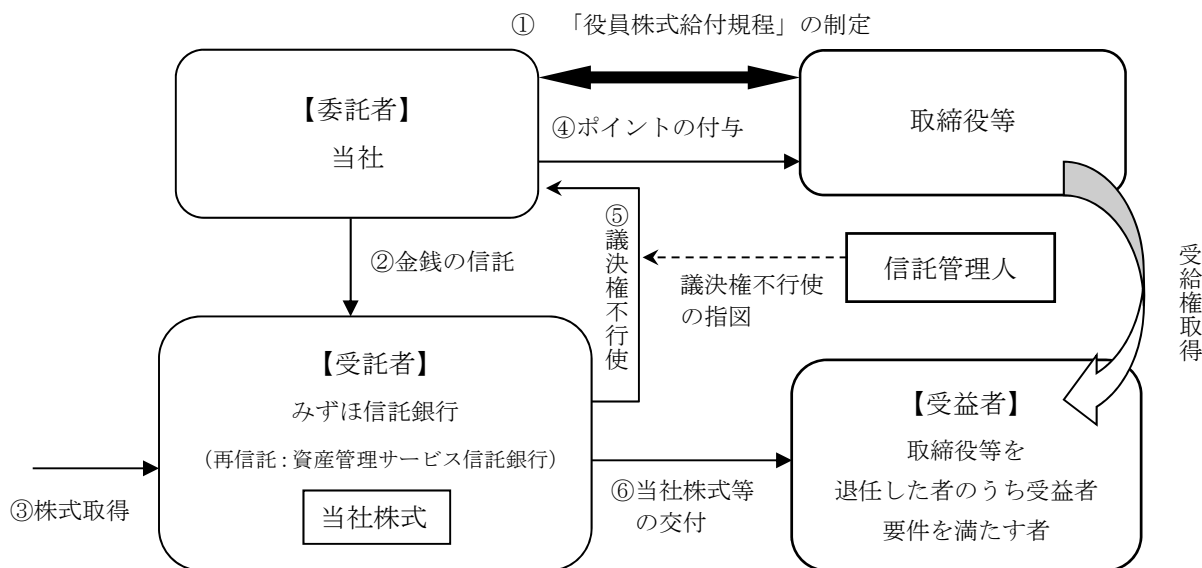 ① 「役員株式給付規程」の制定
【委託者】
当社
取締役等
④ポイントの付与
②金銭の信託
⑤議決権不行使
議決権不行使
の指図
信託管理人
受給権取得
【受託者】
みずほ信託銀行
(再信託:資産管理サービス信託銀行)
当社株式
③株式取得
⑥当社株式等
の交付
【受益者】
取締役等を
退任した者のうち受益者
要件を満たす者